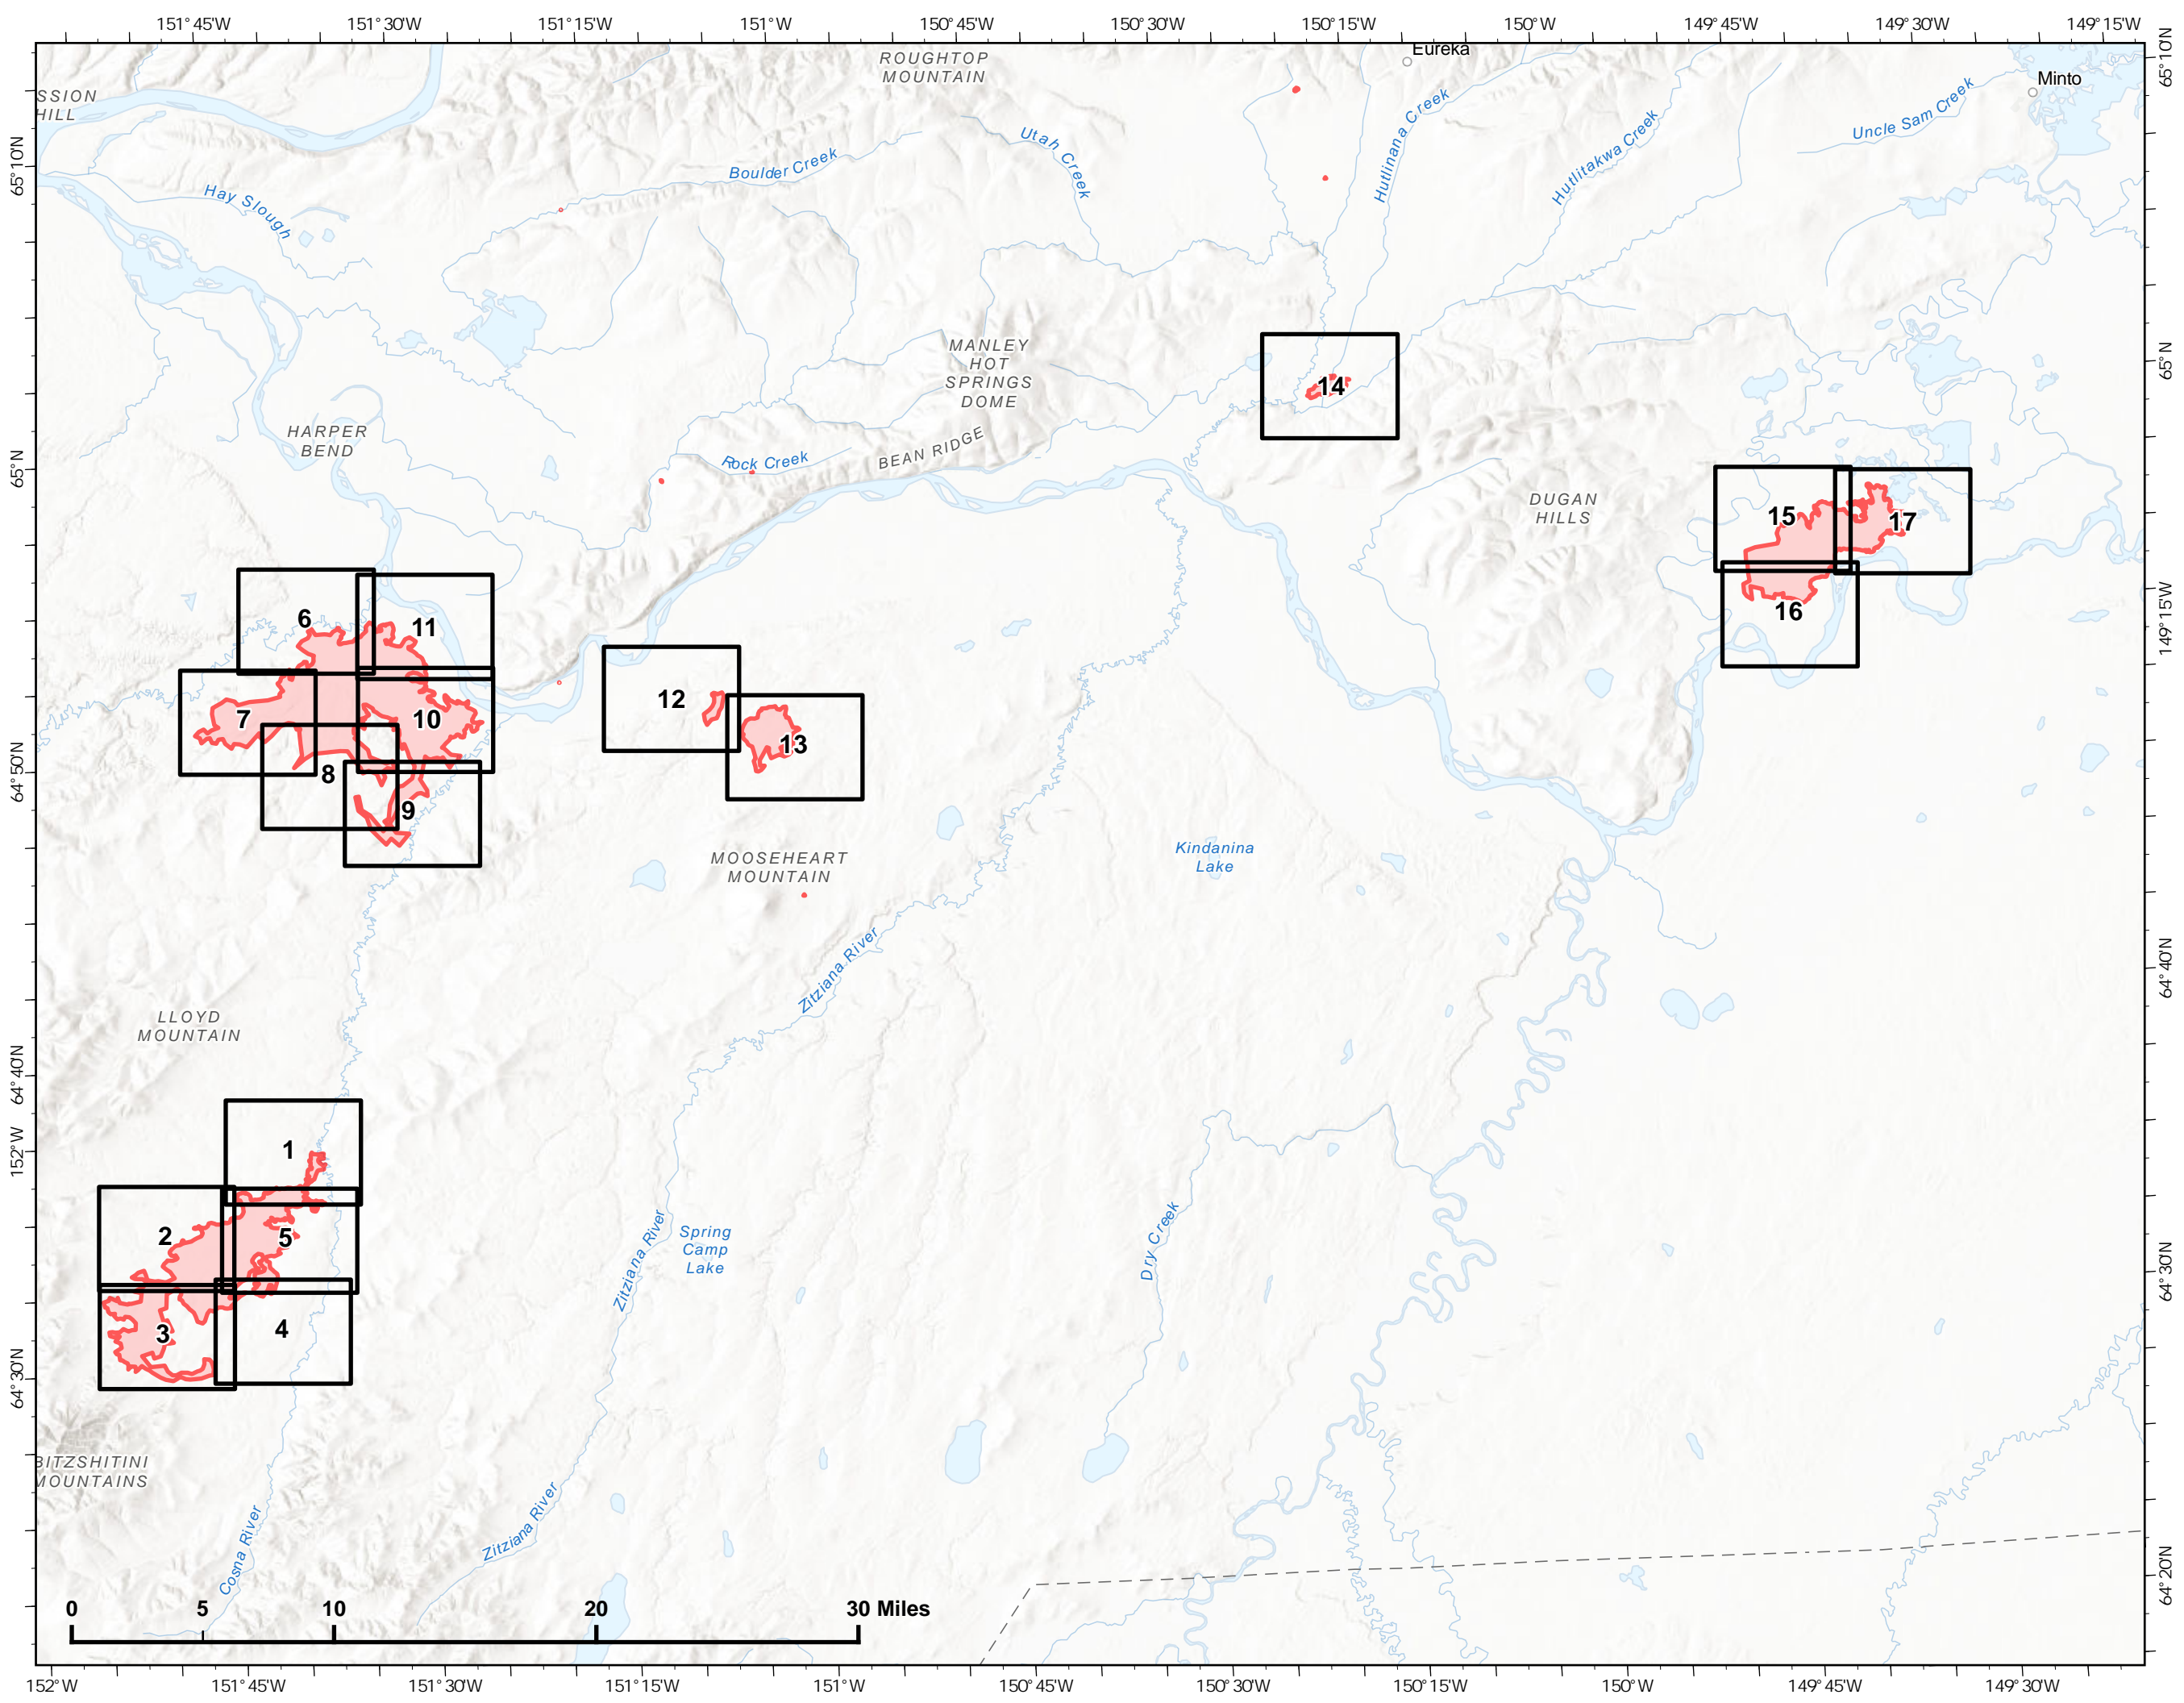 151°45'W 151°30'W 151°15'W 151°W 150°45'W 150°30'W 150°15'W 150°W 149°45'W 149°30'W 149°15'W
65°10'N
Eureka
ROUGHTOP
MOUNTAIN
Minto
SSION
HILL
Uncle Sam Creek
Hutlinana Creek
Hutlitakwa Creek
Utah Creek
Boulder Creek
65°10'N
Hay Slough
MANLEY
HOT
SPRINGS
DOME
65°N
14
HARPER
BEND
BEAN RIDGE
Rock Creek
65°N
DUGAN
HILLS
15
17
16
149°15'W
6
11
12
7
10
13
8
64°50'N
9
Kindanina
Lake
MOOSEHEART
MOUNTAIN
Zitziana River
64°40'N
LLOYD
MOUNTAIN
64°40'N
152°W
1
2
5
Zitziana River
Spring
Camp
Lake
Dry Creek
64°30'N
3
4
64°30'N
BITZSHITINI
MOUNTAINS
Cosna River
Zitziana River
64°20'N
0 5 10 20 30 Miles
152°W 151°45'W 151°30'W 151°15'W 151°W 150°45'W 150°30'W 150°15'W 150°W 149°45'W 149°30'W